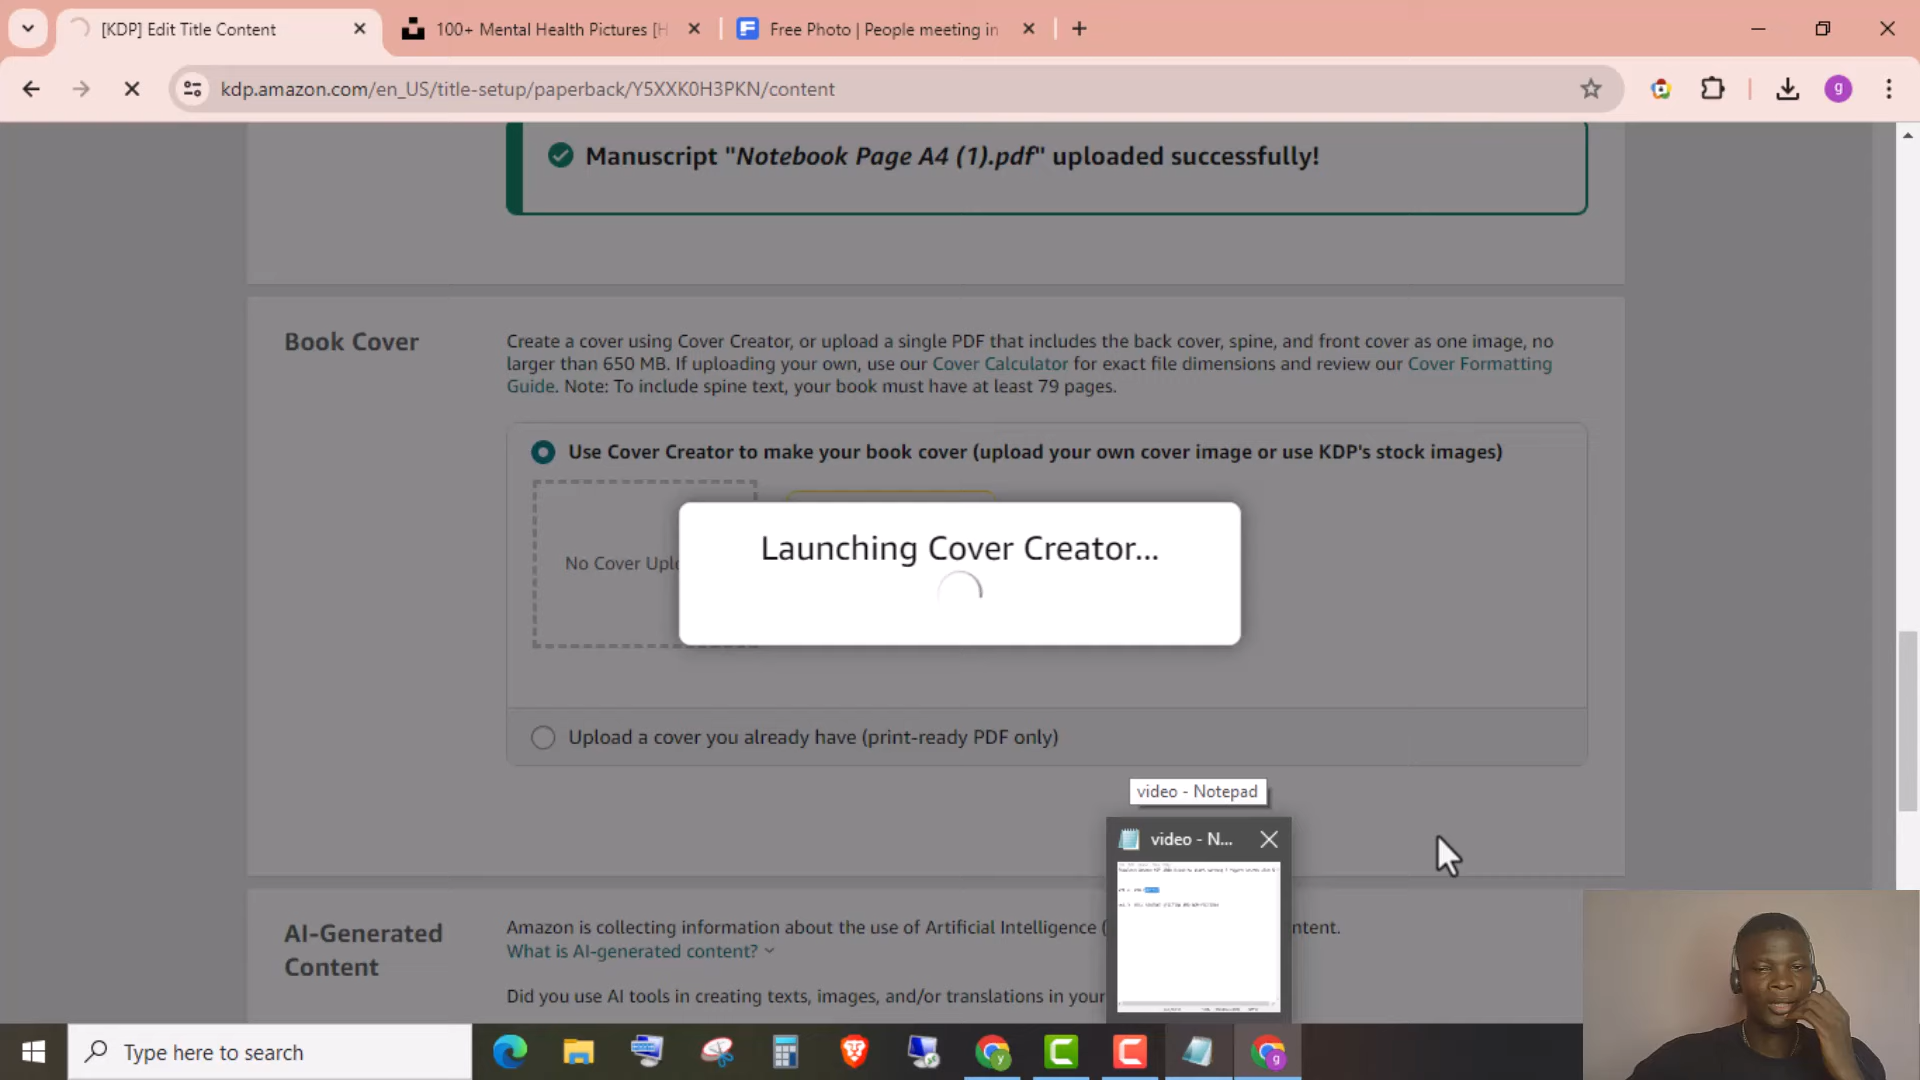 [KDP] Edit Title Content
100+ Mental Health Pictures [H
Free Photo | People meeting in
kdp.amazon.com/en_US/title-setup/paperback/Y5XXK0H3PKN/content
g
Manuscript "Notebook Page A4 (1).pdf" uploaded successfully!
Book Cover
Create a cover using Cover Creator, or upload a single PDF that includes the back cover, spine, and front cover as one image, no
larger than 650 MB. If uploading your own, use our Cover Calculator for exact file dimensions and review our Cover Formatting
Guide. Note: To include spine text, your book must have at least 79 pages.
Use Cover Creator to make your book cover (upload your own cover image or use KDP's stock images)
No Cover Uplo
Launching Cover Creator...
Upload a cover you already have (print-ready PDF only)
video - Notepad
video - N...
AI-Generated
Content
Amazon is collecting information about the use of Artificial Intelligence (
ntent.
What is AI-generated content?
Did you use AI tools in creating texts, images, and/or translations in your
Type here to search
y
g